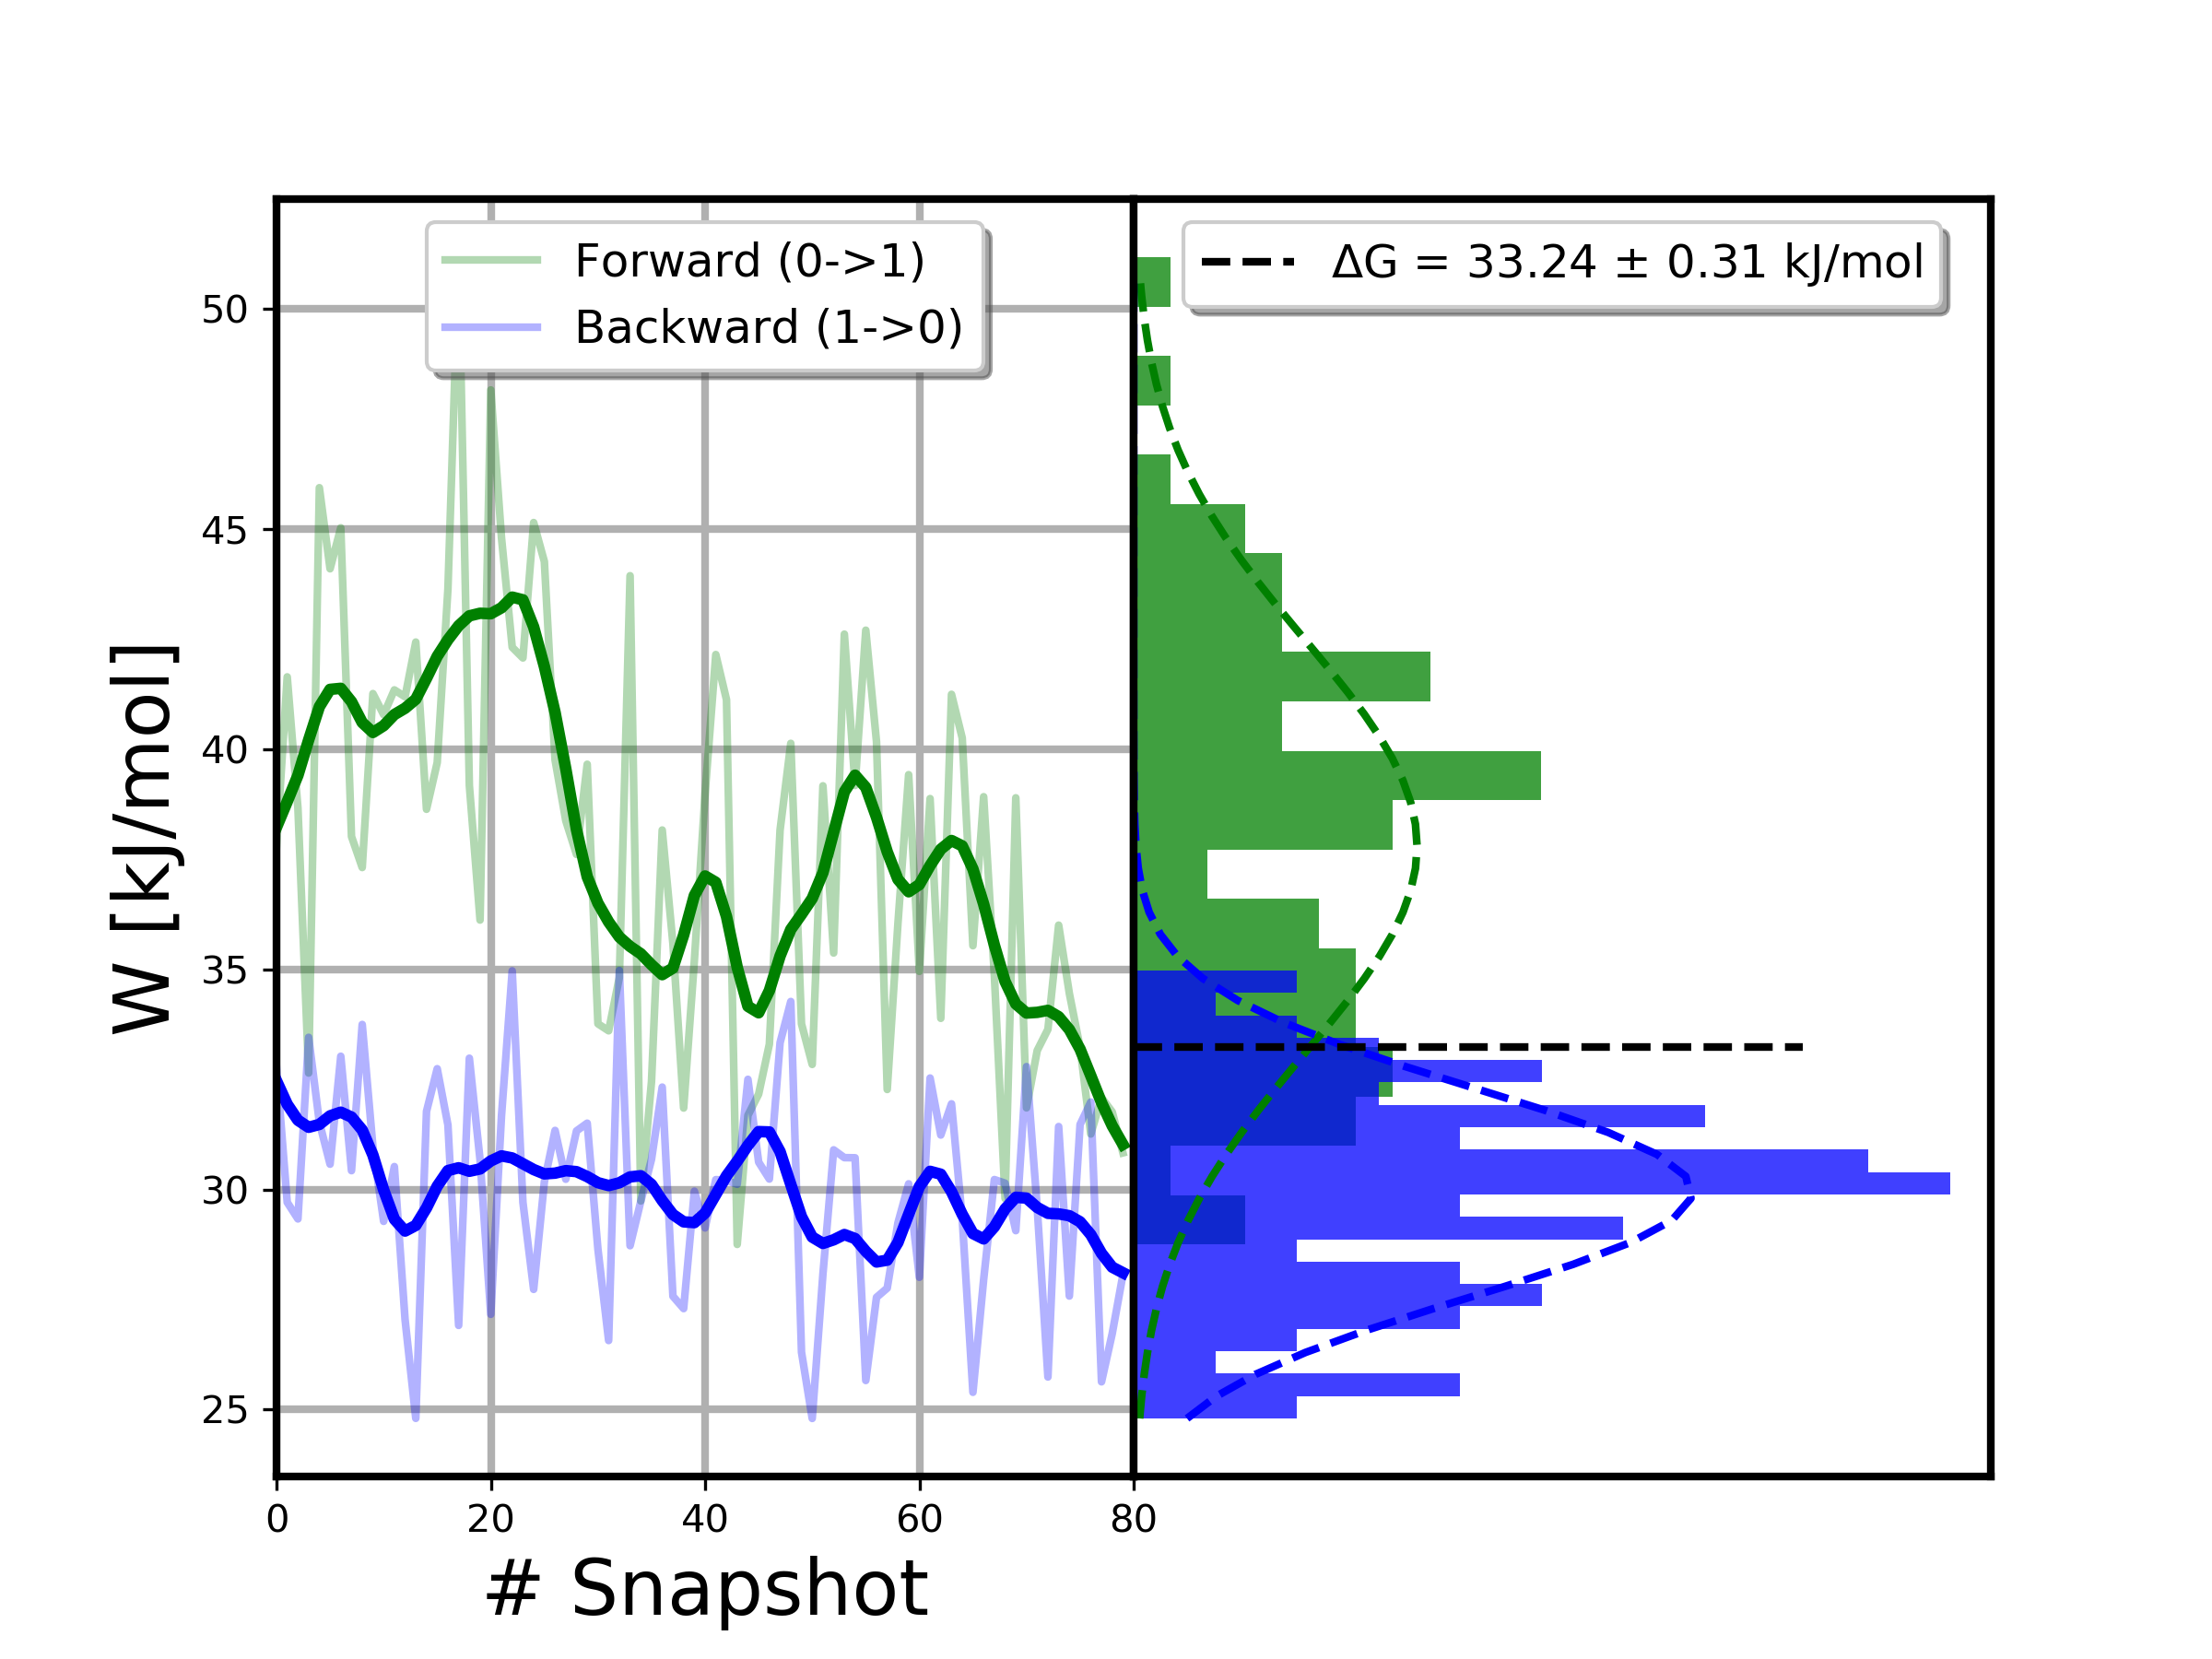 Forward (0->1)
Backward (1->0)
ΔG = 33.24 ± 0.31 kJ/mol
W [kJ/mol]
50
45
40
35
30
25
0 20 40 60 80
# Snapshot